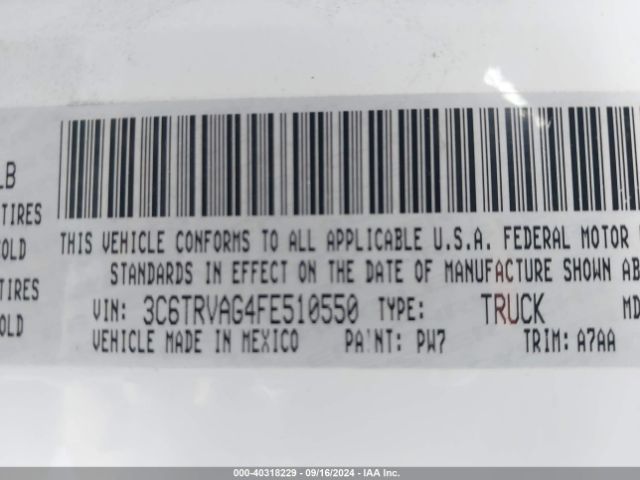 LB
TIRES
COLD
TIRES
OLD
THIS VEHICLE CONFORMS TO ALL APPLICABLE U.S.A. FEDERAL MOTOR
STANDARDS IN EFFECT ON THE DATE OF MANUFACTURE SHOWN AB
VIN: 3C6TRVAG4FE510550 TYPE: TRUCK MD
VEHICLE MADE IN MEXICO PAINT: PW7 TRIM: A7AA
000-40318229 - 09/16/2024 - IAA Inc.